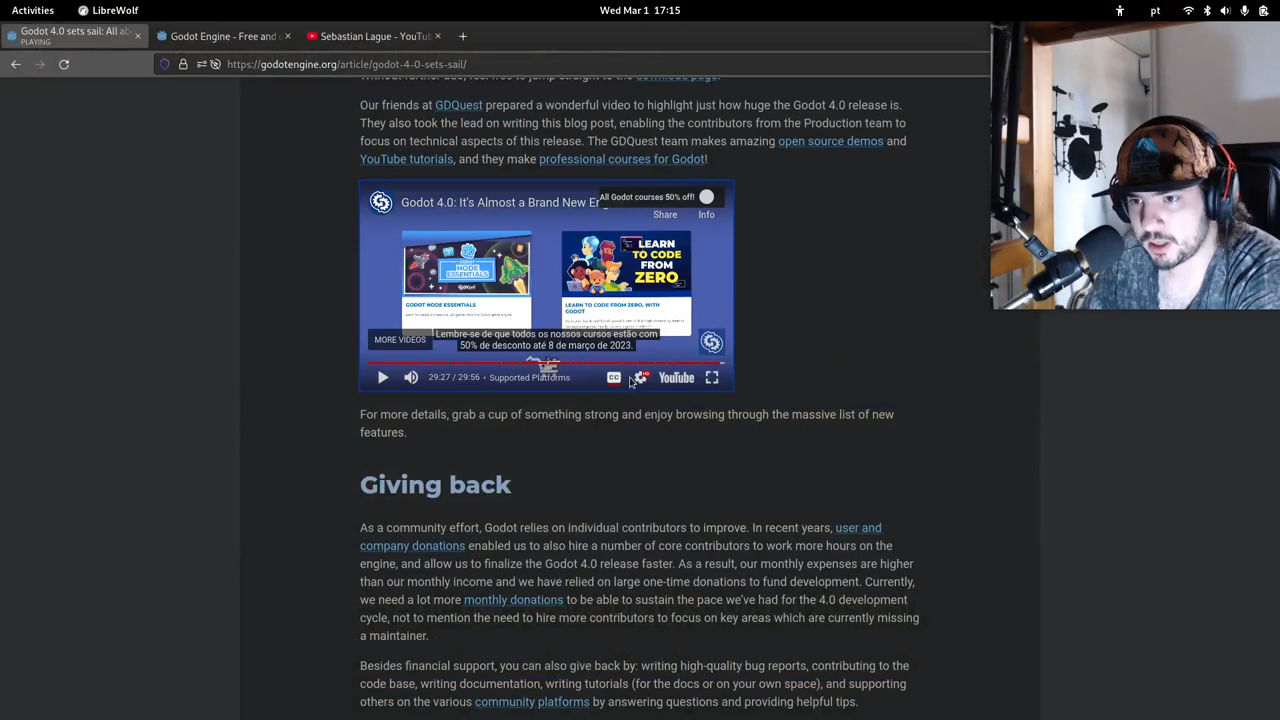 Activities
LibreWolf
Wed Mar 1 17:15
pt
Godot 4.0 sets sail: All ab
PLAYING
Godot Engine - Free and
Sebastian Lague - YouTub
https://godotengine.org/article/godot-4-0-sets-sail/
Our friends at GDQuest prepared a wonderful video to highlight just how huge the Godot 4.0 release is.
They also took the lead on writing this blog post, enabling the contributors from the Production team to
focus on technical aspects of this release. The GDQuest team makes amazing open source demos and
YouTube tutorials, and they make professional courses for Godot!
Godot 4.0: It's Almost a Brand New Eng
All Godot courses 50% off!
Share
Info
GODOT
NODE
ESSENTIALS
LEARN
TO CODE
FROM
ZERO
GODOT NODE ESSENTIALS
LEARN TO CODE FROM ZERO, WITH
GODOT
MORE VIDEOS
Lembre-se de que todos os nossos cursos estão com
50% de desconto até 8 de março de 2023.
29:27 / 29:56 • Supported Platforms
CC
HD
YouTube
For more details, grab a cup of something strong and enjoy browsing through the massive list of new
features.
Giving back
As a community effort, Godot relies on individual contributors to improve. In recent years, user and
company donations enabled us to also hire a number of core contributors to work more hours on the
engine, and allow us to finalize the Godot 4.0 release faster. As a result, our monthly expenses are higher
than our monthly income and we have relied on large one-time donations to fund development. Currently,
we need a lot more monthly donations to be able to sustain the pace we've had for the 4.0 development
cycle, not to mention the need to hire more contributors to focus on key areas which are currently missing
a maintainer.
Besides financial support, you can also give back by: writing high-quality bug reports, contributing to the
code base, writing documentation, writing tutorials (for the docs or on your own space), and supporting
others on the various community platforms by answering questions and providing helpful tips.